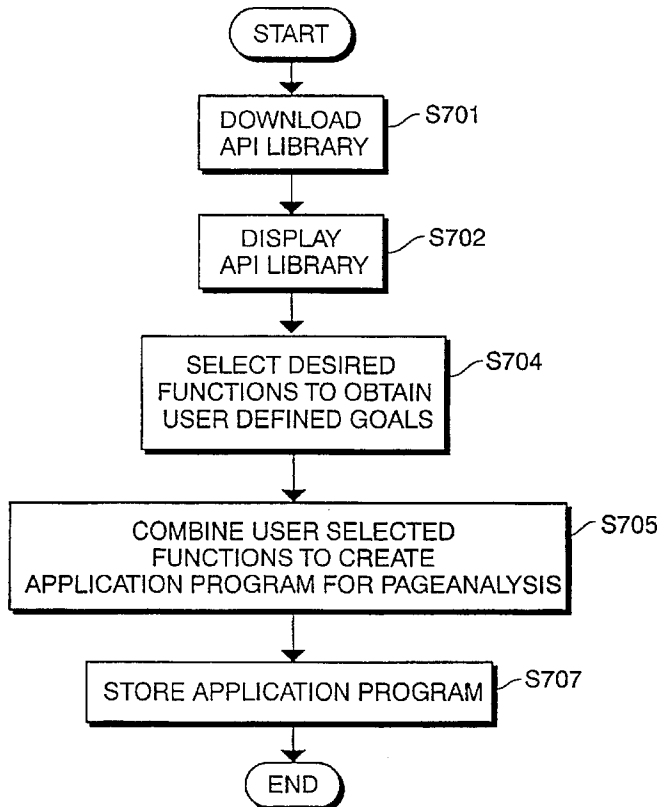 START
DOWNLOAD
API LIBRARY
S701
DISPLAY
API LIBRARY
S702
SELECT DESIRED
FUNCTIONS TO OBTAIN
USER DEFINED GOALS
S704
COMBINE USER SELECTED
FUNCTIONS TO CREATE
APPLICATION PROGRAM FOR PAGEANALYSIS
S705
STORE APPLICATION PROGRAM
S707
END